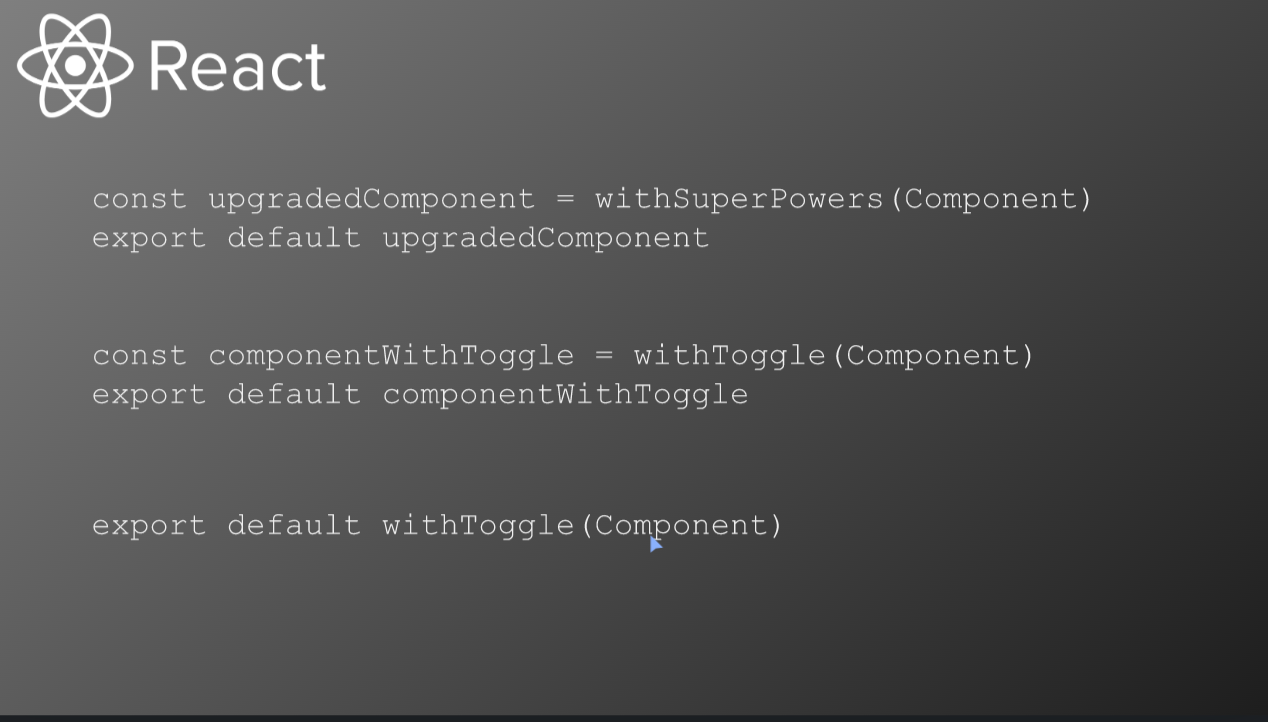 React
const upgradedComponent = withSuperPowers(Component)
export default upgradedComponent
const componentWithToggle = withToggle(Component)
export default componentWithToggle
export default withToggle(Component)